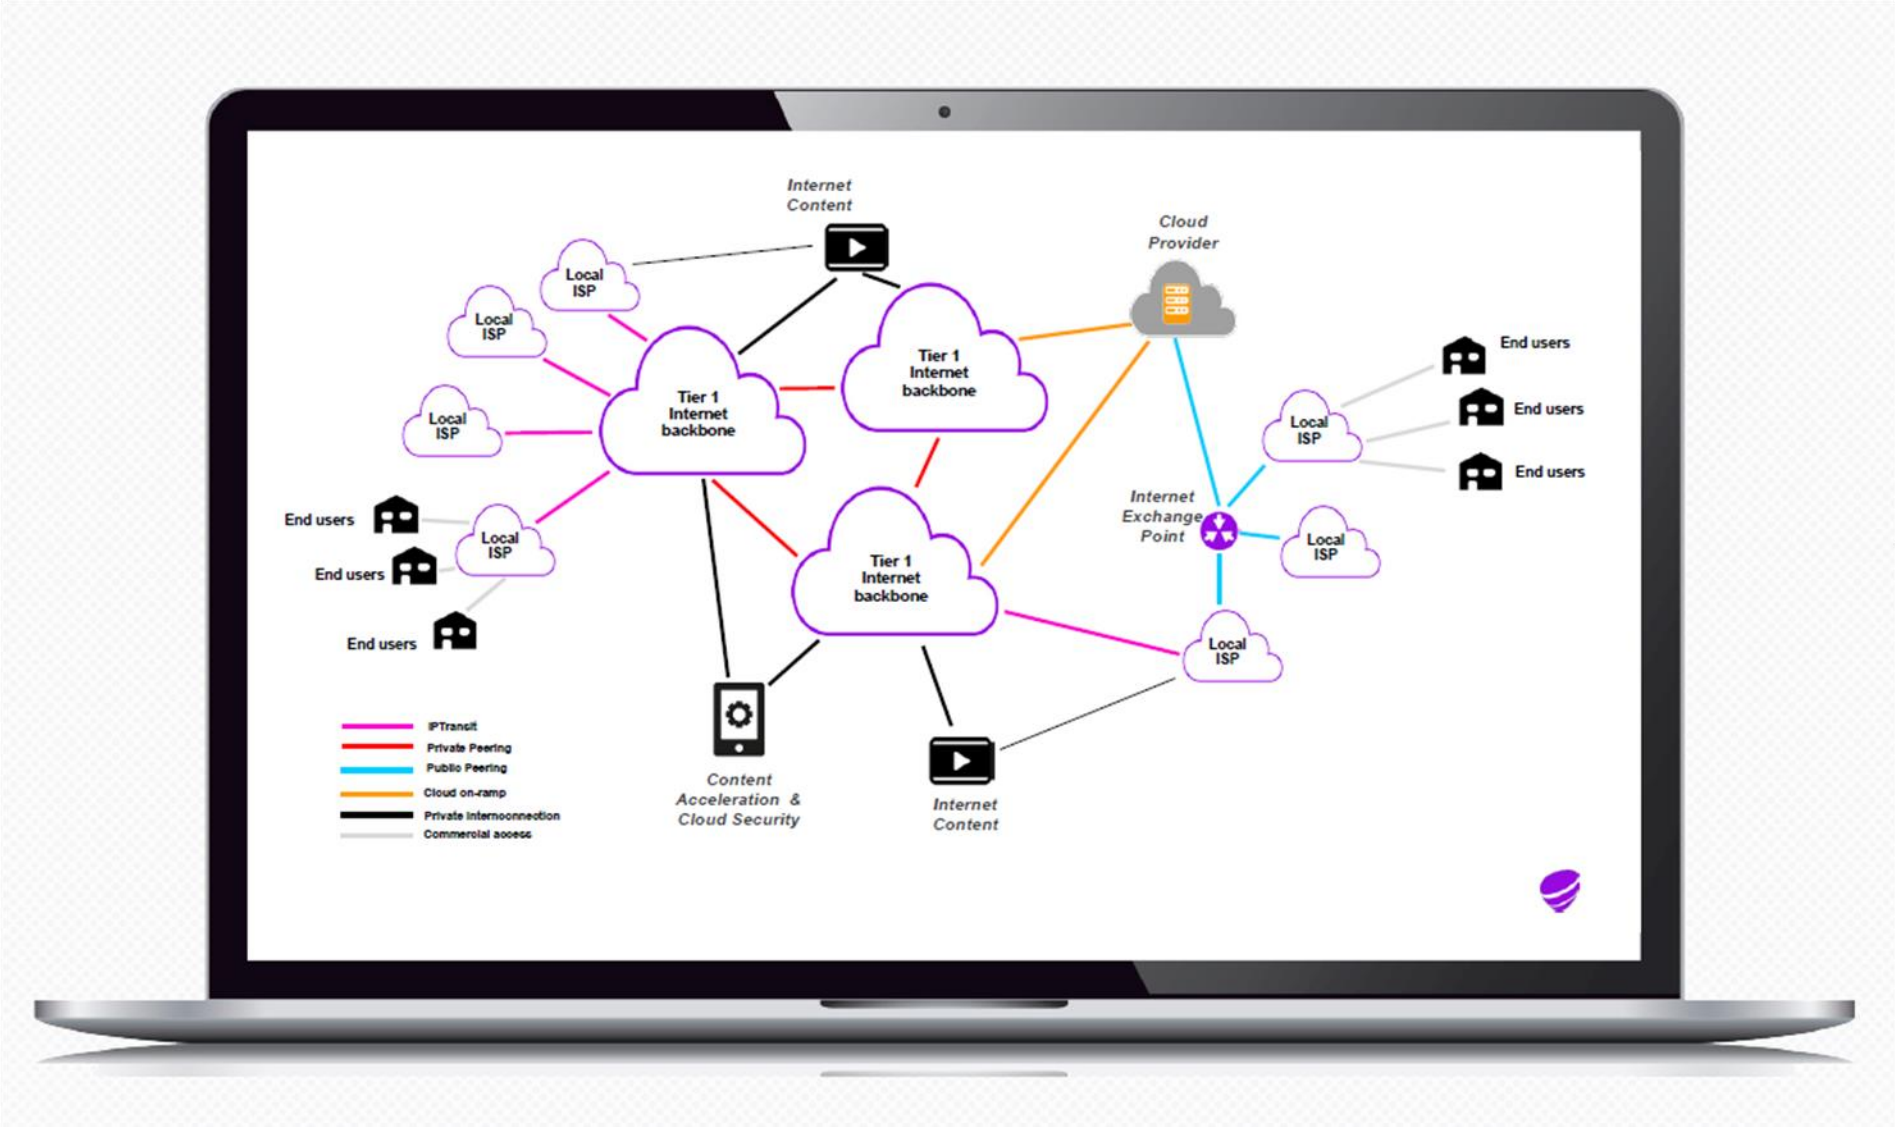 Internet
Content
Cloud
Provider
Local
ISP
Local
ISP
Local
ISP
Tier 1
Internet
backbone
Tier 1
Internet
backbone
End users
End users
End users
Local
ISP
Internet
Exchange
Point
Local
ISP
End users
End users
End users
Local
ISP
Tier 1
Internet
backbone
Local
ISP
IPTransit
Private Peering
Public Peering
Cloud on-ramp
Private Interoonnection
Commercial access
Content
Acceleration &
Cloud Security
Internet
Content